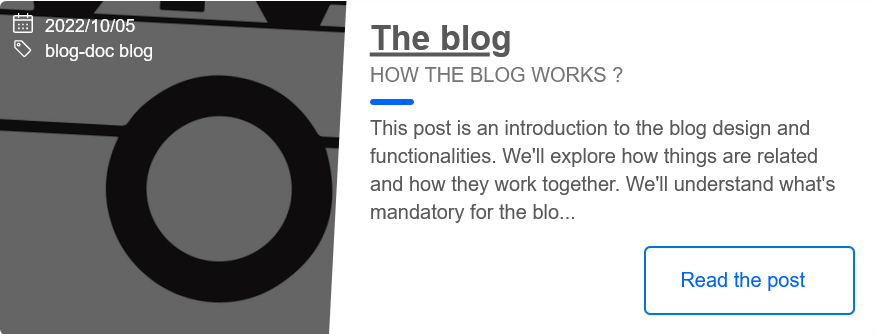 2022/10/05
blog-doc blog
The blog
HOW THE BLOG WORKS ?
This post is an introduction to the blog design and
functionalities. We'll explore how things are related
and how they work together. We'll understand what's
mandatory for the blo...
Read the post